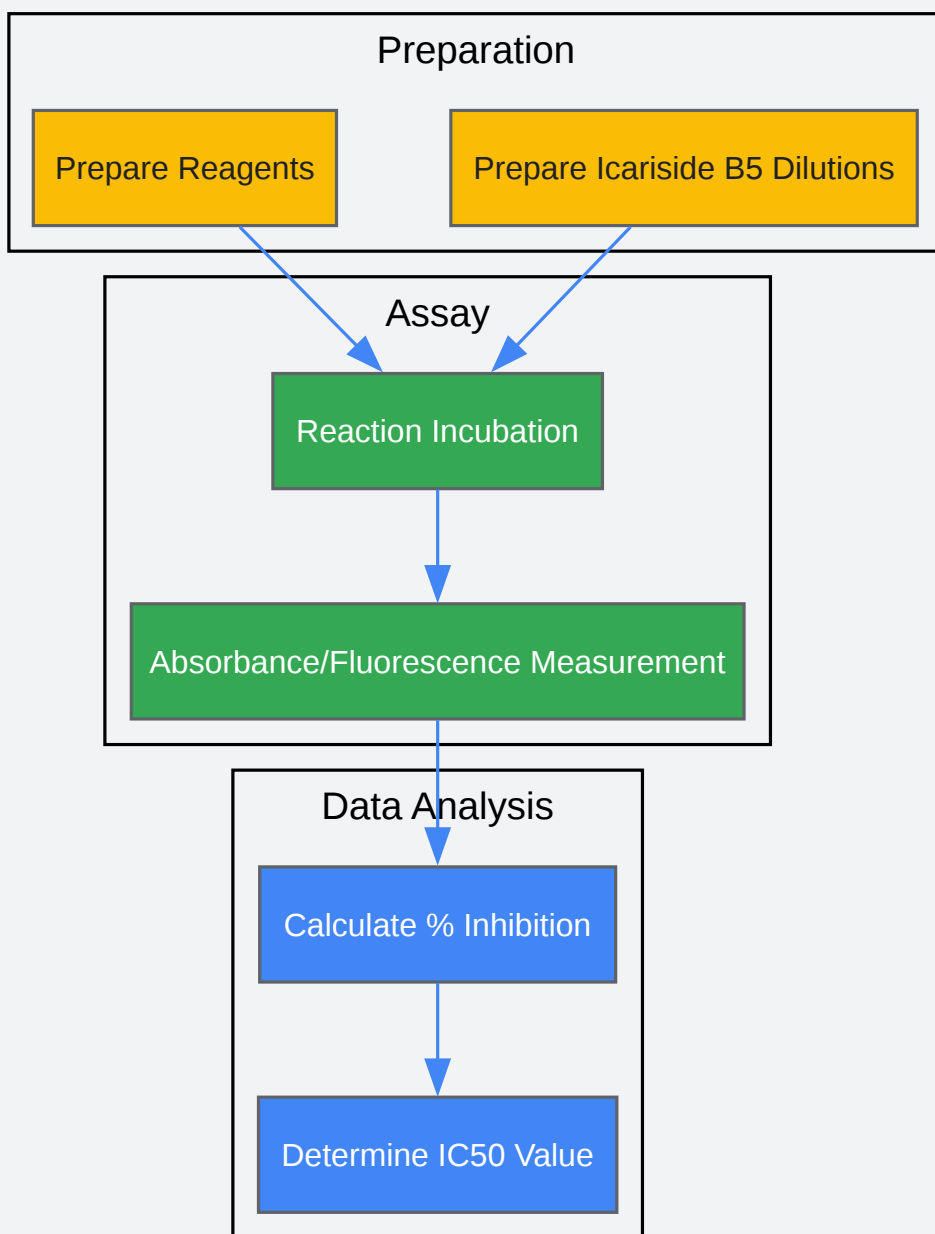 Preparation
Prepare Reagents
Prepare Icariside B5 Dilutions
Assay
Reaction Incubation
Absorbance/Fluorescence Measurement
Data Analysis
Calculate % Inhibition
Determine IC50 Value